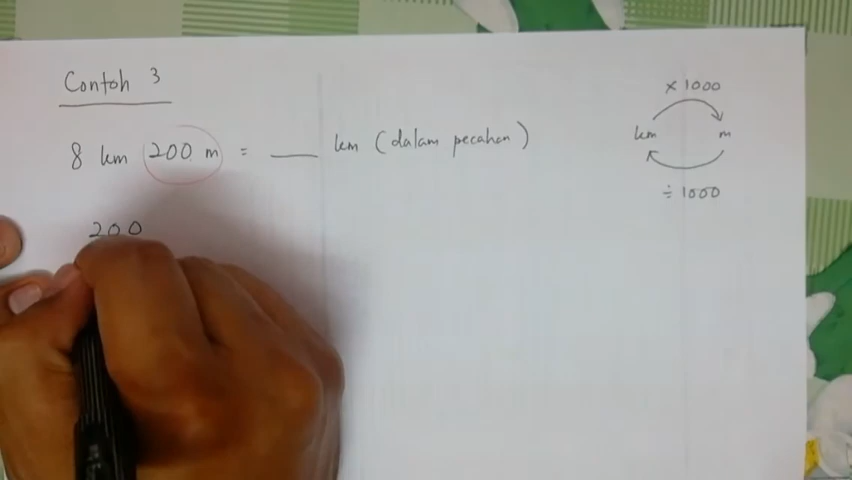 Contoh 3
8 km 200 m = ___ km (dalam pecahan)
200
× 1000
km m
÷ 1000